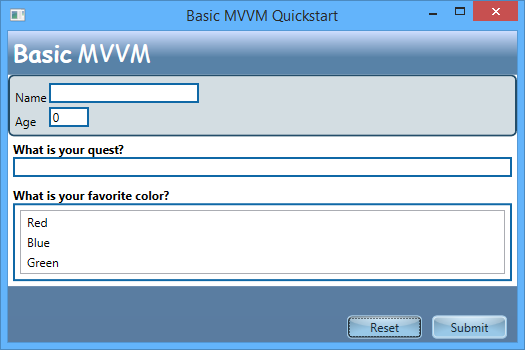 Basic MVVM Quickstart
Basic MVVM
Name
Age 0
What is your quest?
What is your favorite color?
Red
Blue
Green
Reset Submit